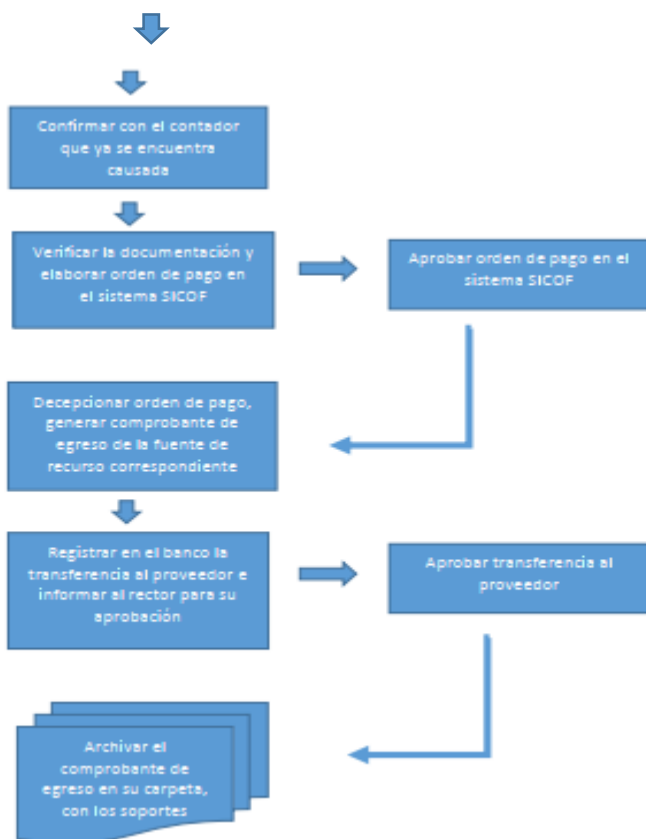 Confirmar con el contador
que ya se encuentra
causada
Verificar la documentación y
elaborar orden de pago en
el sistema SICOF
Aprobar orden de pago en el
sistema SICOF
Decepcionar orden de pago,
generar comprobante de
egreso de la fuente de
recurso correspondiente
Registrar en el banco la
transferencia al proveedor e
informar al rector para su
aprobación
Aprobar transferencia al
proveedor
Archivar el
comprobante de
egreso en su carpeta,
con los soportes